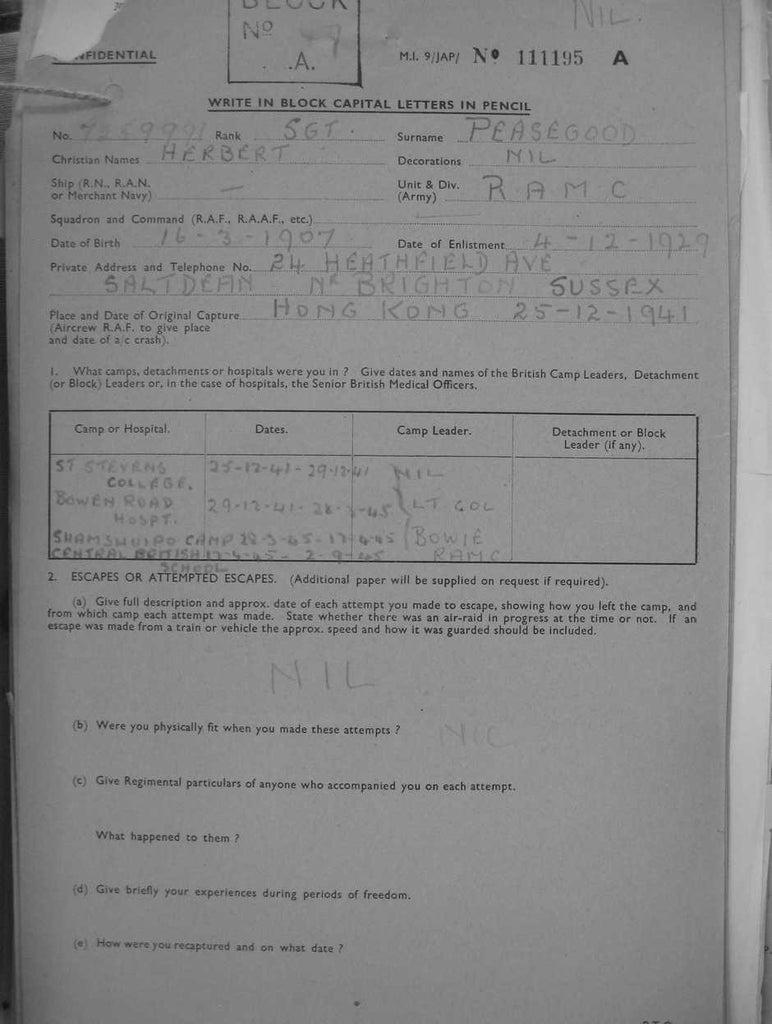 BLOCK
Nº
.A.
NIL.
FIDENTIAL
M.I. 9/JAP/ Nº 111195 A
WRITE IN BLOCK CAPITAL LETTERS IN PENCIL
No. Rank SGT. Surname PEASEGOOD
Christian Names HERBERT Decorations NIL
Ship (R.N., R.A.N. or Merchant Navy) — Unit & Div. (Army) R A M C
Squadron and Command (R.A.F., R.A.A.F., etc.)
Date of Birth 16-3-1907 Date of Enlistment 4-12-1929
Private Address and Telephone No. 24 HEATHFIELD AVE
SALTDEAN NR BRIGHTON SUSSEX
Place and Date of Original Capture HONG KONG 25-12-1941
(Aircrew R.A.F. to give place
and date of a/c crash).
1. What camps, detachments or hospitals were you in ? Give dates and names of the British Camp Leaders, Detachment
(or Block) Leaders or, in the case of hospitals, the Senior British Medical Officers.
Camp or Hospital. Dates. Camp Leader. Detachment or Block
Leader (if any).
ST STEVENS 25-12-41-29-12-41 NIL
COLLEGE.
BOWEN ROAD 29-12-41- -45 LT COL
HOSPT.
SHAMSHUIPO CAMP -3-45- -4-45 BOWIE
CENTRAL BRITISH -4-45- 2-9-45 RAMC
SCHOOL
2. ESCAPES OR ATTEMPTED ESCAPES. (Additional paper will be supplied on request if required).
(a) Give full description and approx. date of each attempt you made to escape, showing how you left the camp, and
from which camp each attempt was made. State whether there was an air-raid in progress at the time or not. If an
escape was made from a train or vehicle the approx. speed and how it was guarded should be included.
NIL
(b) Were you physically fit when you made these attempts ? NIL
(c) Give Regimental particulars of anyone who accompanied you on each attempt.
What happened to them ?
(d) Give briefly your experiences during periods of freedom.
(e) How were you recaptured and on what date ?